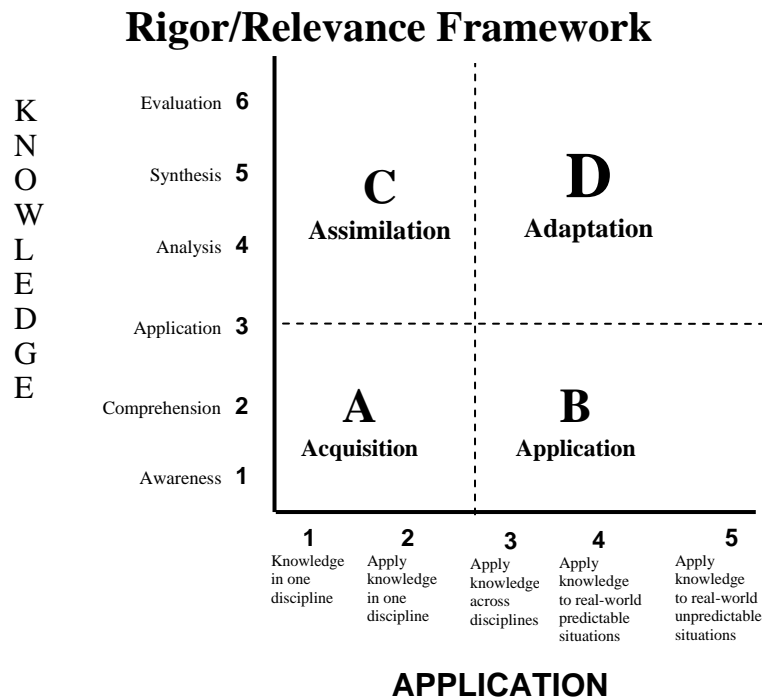 Rigor/Relevance Framework
K
N
O
W
L
E
D
G
E
Evaluation 6
Synthesis 5
Analysis 4
Application 3
Comprehension 2
Awareness 1
C
Assimilation
D
Adaptation
A
Acquisition
B
Application
1
Knowledge
in one
discipline
2
Apply
knowledge
in one
discipline
3
Apply
knowledge
across
disciplines
4
Apply
knowledge
to real-world
predictable
situations
5
Apply
knowledge
to real-world
unpredictable
situations
APPLICATION